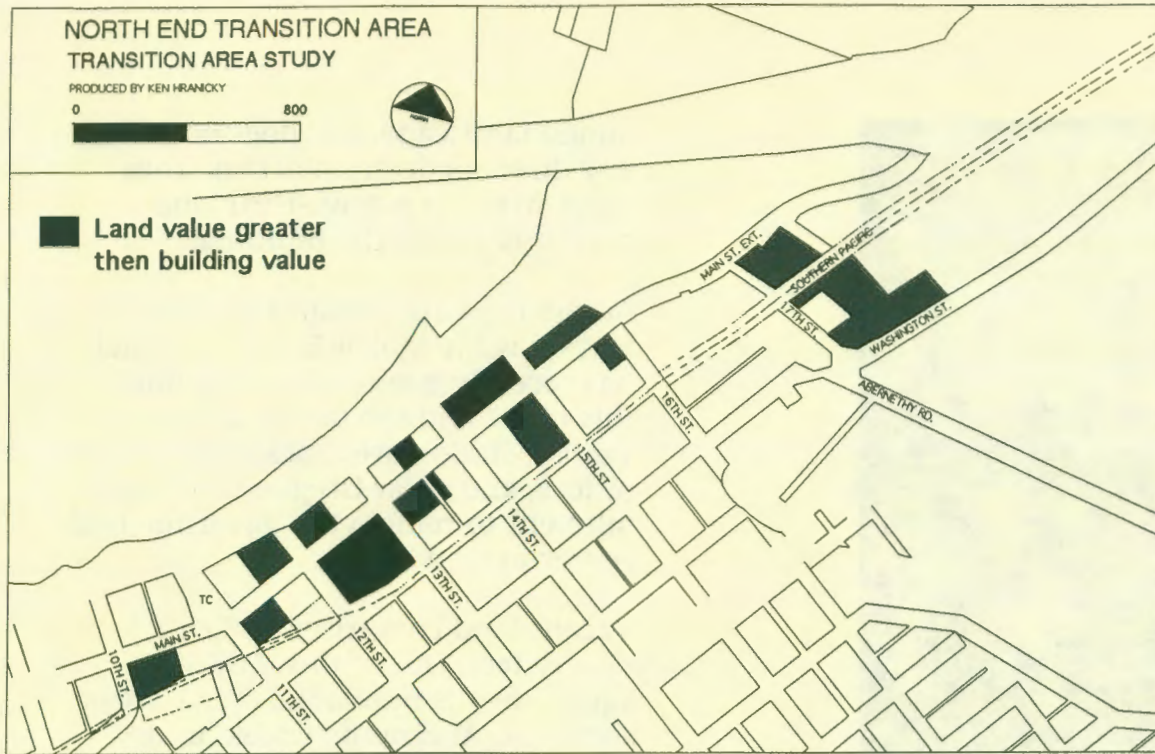 NORTH END TRANSITION AREA
TRANSITION AREA STUDY
PRODUCED BY KEN HRANICKY
0 800
Land value greater
then building value
MAIN ST. EXT.
SOUTHERN PACIFIC
17TH ST.
WASHINGTON ST.
ABERNETHY RD.
16TH ST.
15TH ST.
14TH ST.
13TH ST.
12TH ST.
11TH ST.
TC
MAIN ST.
10TH ST.